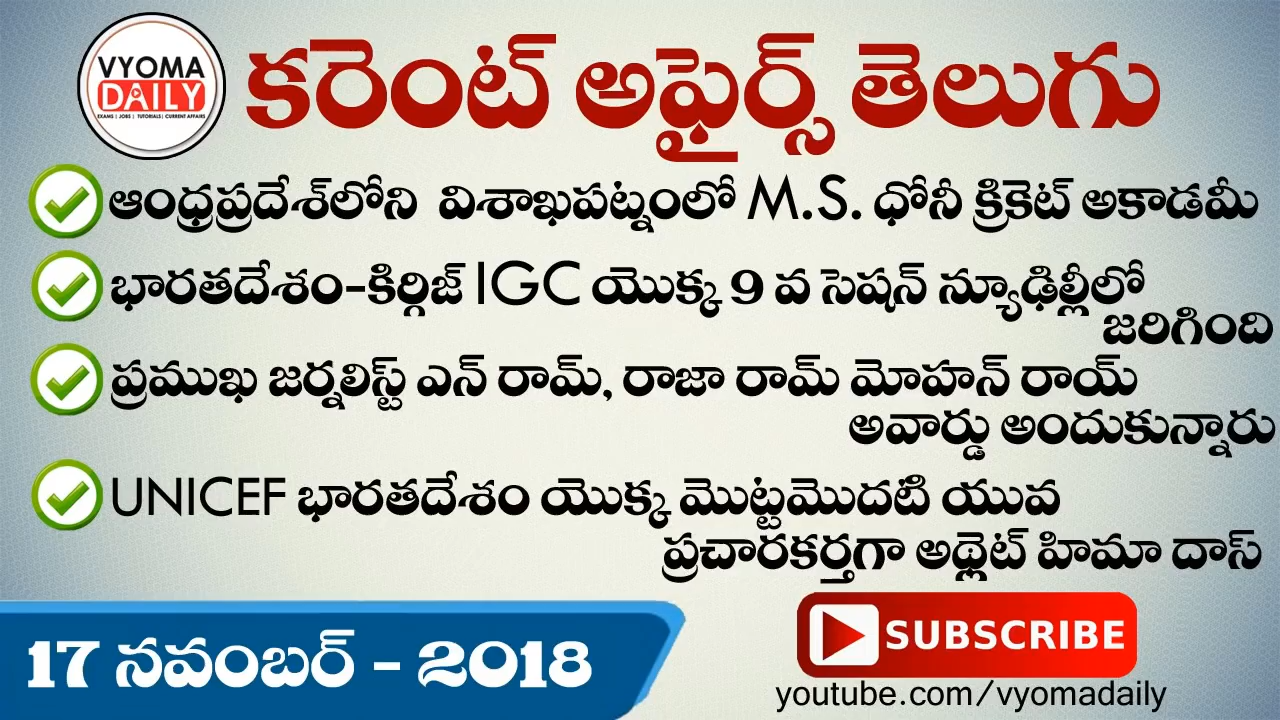 VYOMA
DAILY
EXAMS | JOBS | TUTORIALS| CURRENT AFFAIRS
కరెంట్ అఫైర్స్ తెలుగు
ఆంధ్రప్రదేశ్‌లోని విశాఖపట్నంలో M.S. ధోనీ క్రికెట్ అకాడమీ
భారతదేశం-కిర్గిజ్ IGC యొక్క 9 వ సెషన్ న్యూఢిల్లీలో
జరిగింది
ప్రముఖ జర్నలిస్ట్ ఎన్ రామ్, రాజా రామ్ మోహన్ రాయ్
అవార్డు అందుకున్నారు
UNICEF భారతదేశం యొక్క మొట్టమొదటి యువ
ప్రచారకర్తగా అథ్లెట్ హిమా దాస్
17 నవంబర్ - 2018
SUBSCRIBE
youtube.com/vyomadaily